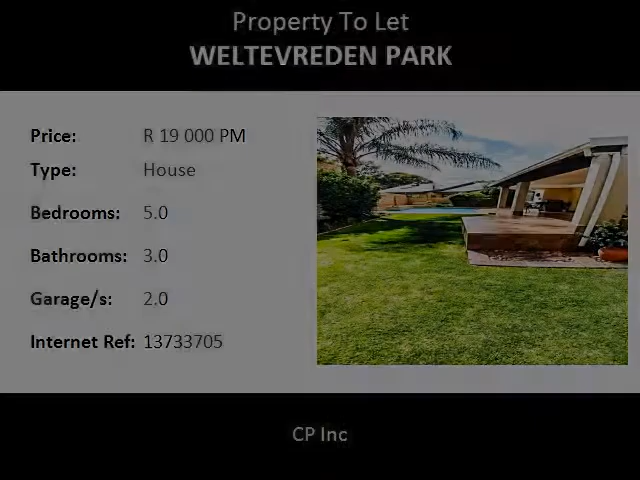 Property To Let
WELTEVREDEN PARK
Price: R 19 000 PM
Type: House
Bedrooms: 5.0
Bathrooms: 3.0
Garage/s: 2.0
Internet Ref: 13733705
CP Inc